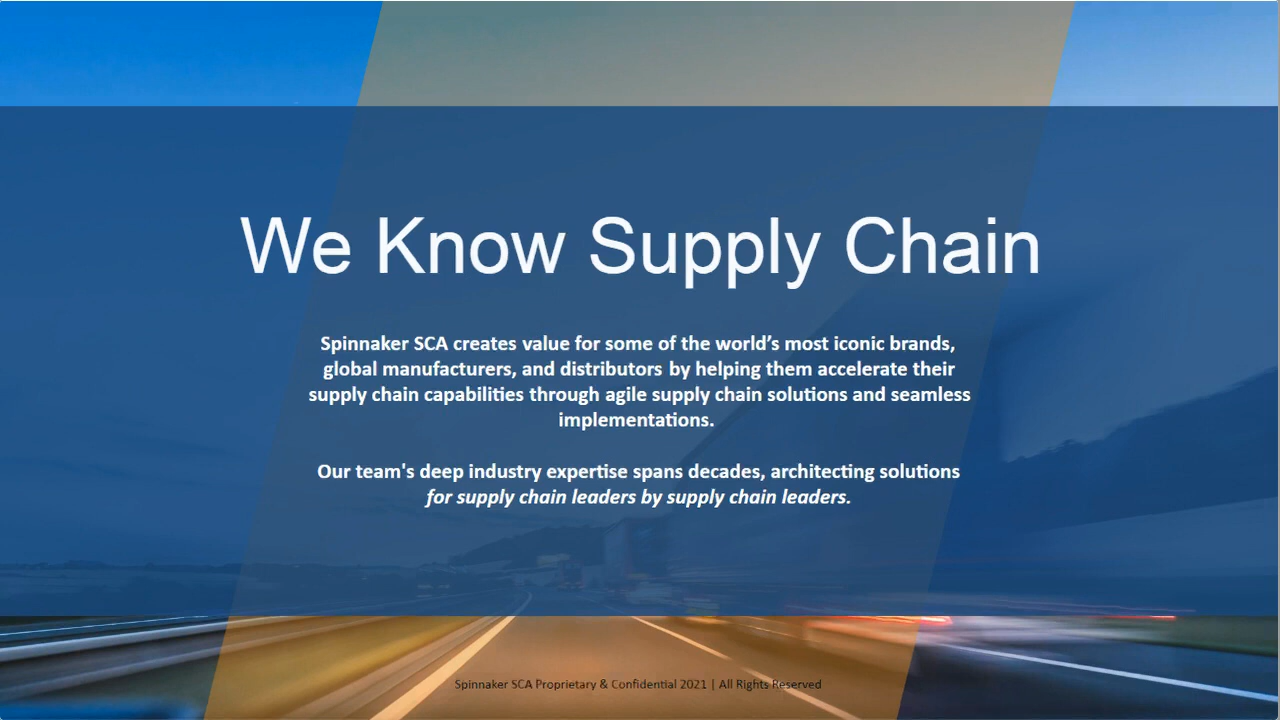 We Know Supply Chain
Spinnaker SCA creates value for some of the world’s most iconic brands,
global manufacturers, and distributors by helping them accelerate their
supply chain capabilities through agile supply chain solutions and seamless
implementations.
Our team's deep industry expertise spans decades, architecting solutions
for supply chain leaders by supply chain leaders.
Spinnaker SCA Proprietary & Confidential 2021 | All Rights Reserved